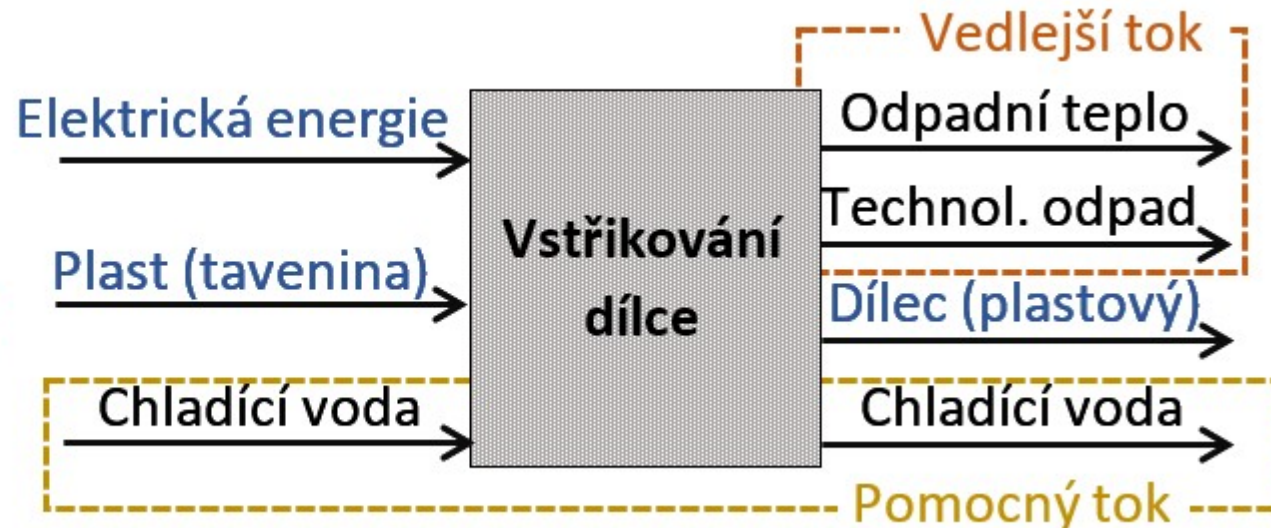 Vedlejší tok
Elektrická energie
Odpadní teplo
Technol. odpad
Vstřikování
dílce
Plast (tavenina)
Dílec (plastový)
Chladící voda
Chladící voda
Pomocný tok